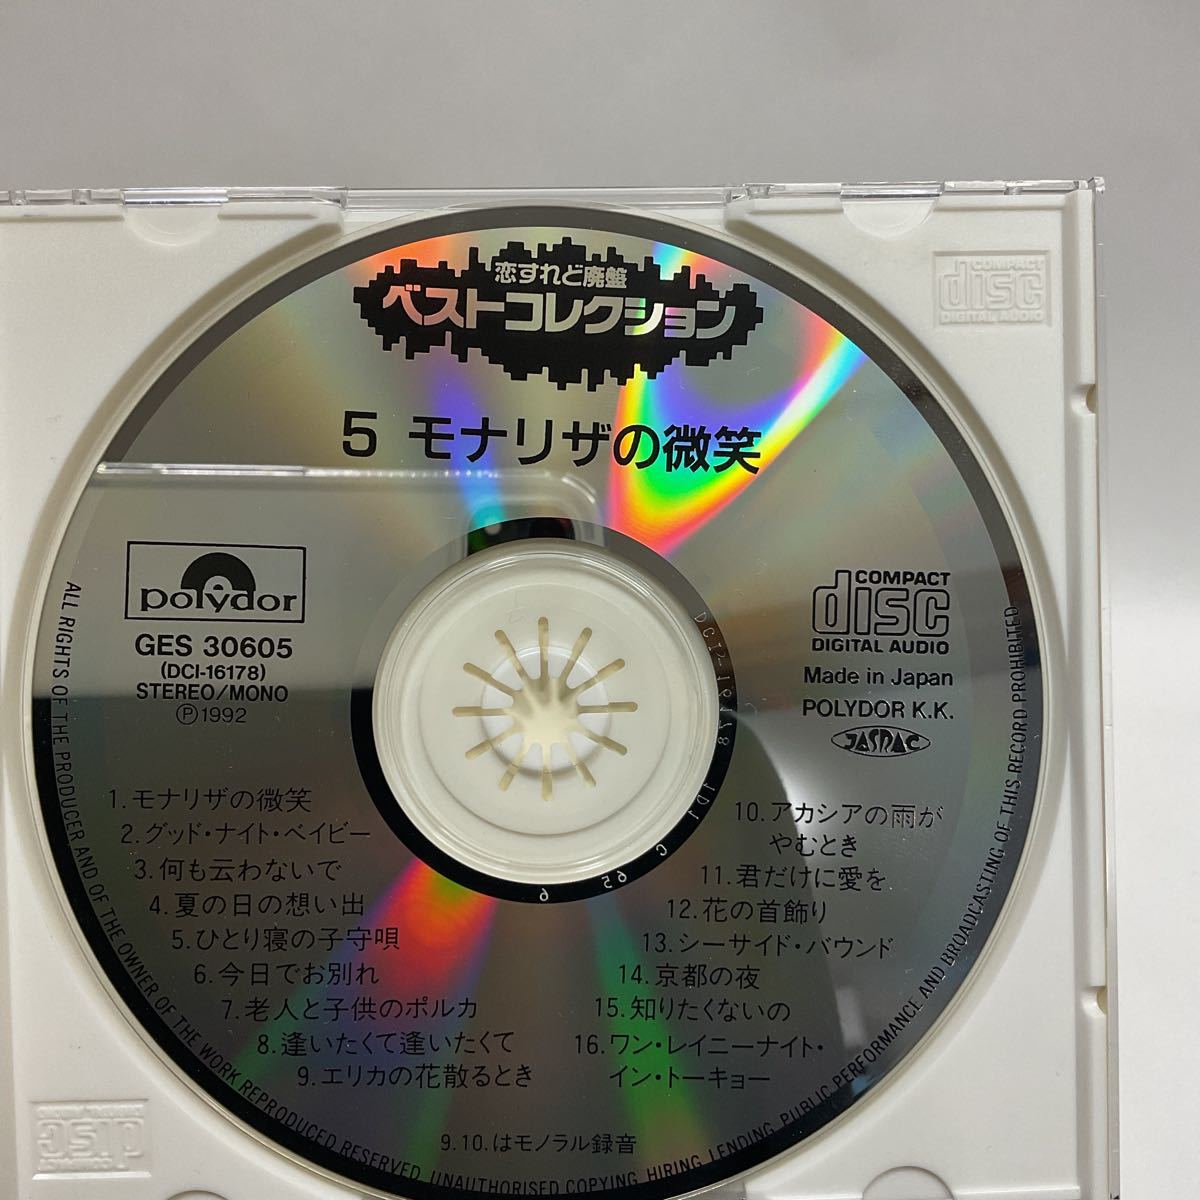 恋すれど廃盤
ベストコレクション
5 モナリザの微笑
COMPACT
disc
DIGITAL AUDIO
polydor
GES 30605
(DCI-16178)
STEREO/MONO
Ⓟ1992
COMPACT
disc
DIGITAL AUDIO
Made in Japan
POLYDOR K.K.
JASRAC
1.モナリザの微笑
2.グッド・ナイト・ベイビー
3.何も云わないで
4.夏の日の想い出
5.ひとり寝の子守唄
6.今日でお別れ
7.老人と子供のポルカ
8.逢いたくて逢いたくて
9.エリカの花散るとき
10.アカシアの雨が
やむとき
11.君だけに愛を
12.花の首飾り
13.シーサイド・バウンド
14.京都の夜
15.知りたくないの
16.ワン・レイニーナイト・
イン・トーキョー
9.10.はモノラル録音
ALL RIGHTS OF THE PRODUCER AND OF THE OWNER OF THE WORK REPRODUCED RESERVED. UNAUTHORISED COPYING, HIRING, LENDING, PUBLIC PERFORMANCE AND BROADCASTING OF THIS RECORD PROHIBITED
COMPACT
disc